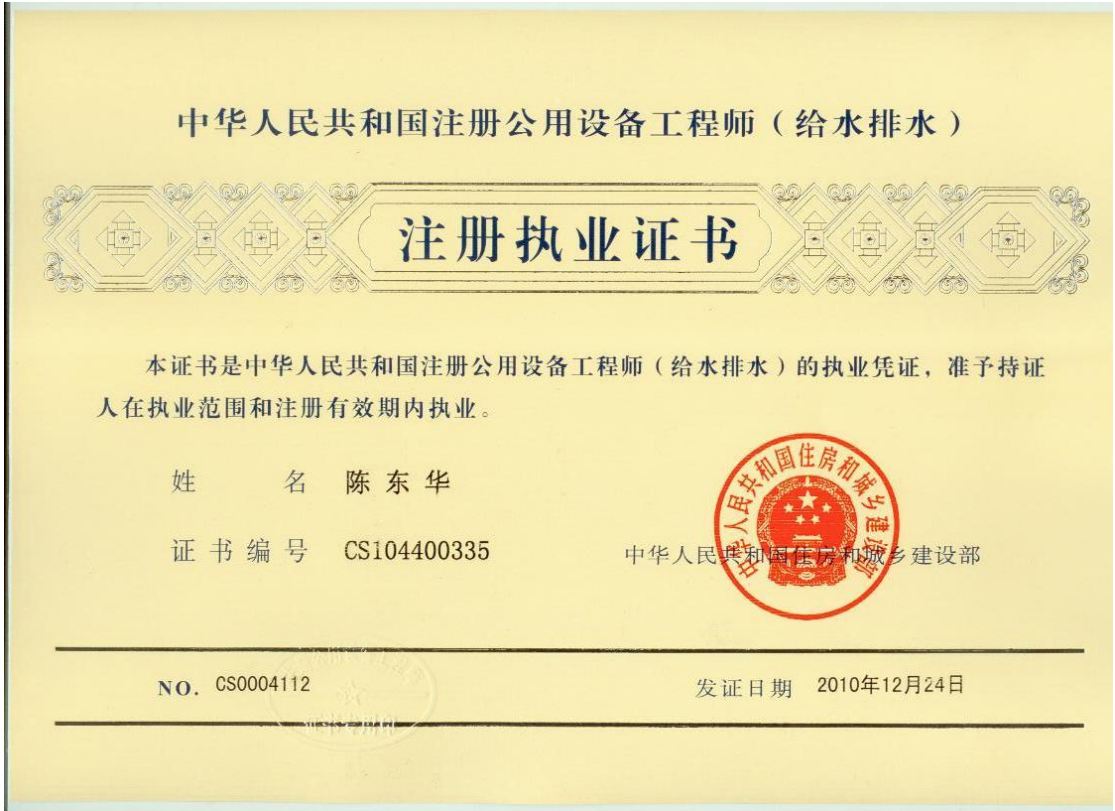 中华人民共和国注册公用设备工程师（给水排水）
注册执业证书
本证书是中华人民共和国注册公用设备工程师（给水排水）的执业凭证，准予持证
人在执业范围和注册有效期内执业。
姓 名 陈东华
证书编号 CS104400335
中华人民共和国住房和城乡建设部
中华人民共和国住房和城乡建设部
NO. CS0004112
发证日期 2010年12月24日